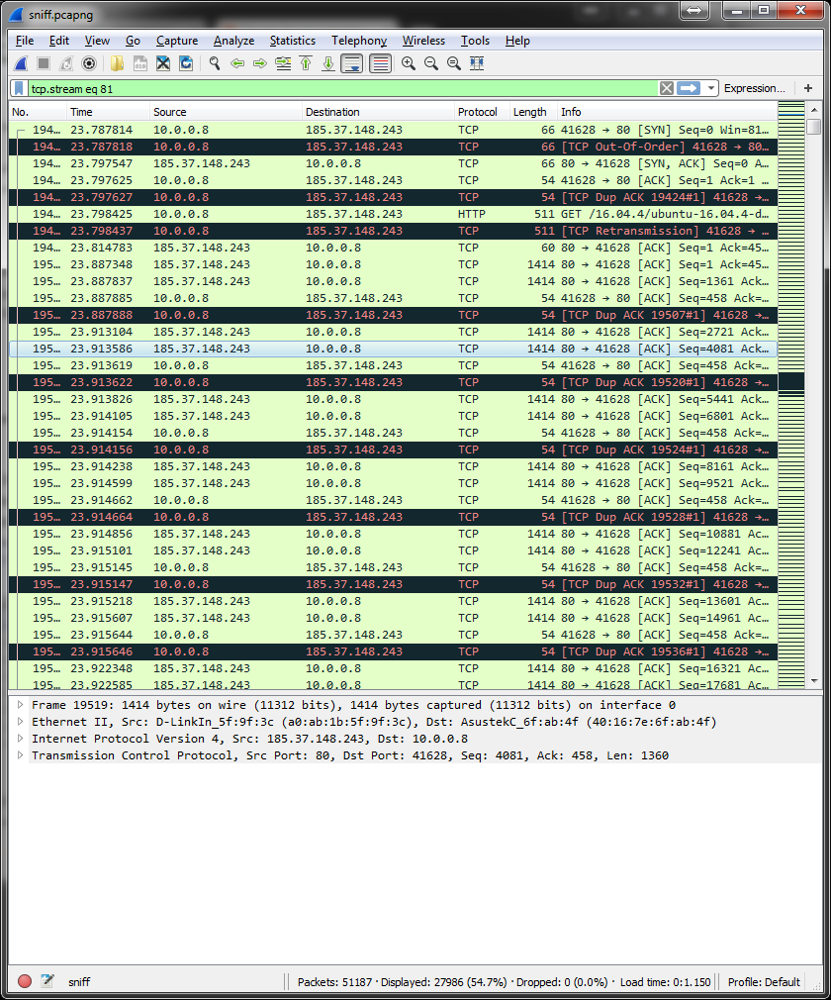 sniff.pcapng
File Edit View Go Capture Analyze Statistics Telephony Wireless Tools Help
tcp.stream eq 81 Expression... +
No. Time Source Destination Protocol Length Info
194… 23.787814 10.0.0.8 185.37.148.243 TCP 66 41628 → 80 [SYN] Seq=0 Win=81…
194… 23.787818 10.0.0.8 185.37.148.243 TCP 66 [TCP Out-Of-Order] 41628 → 80…
194… 23.797547 185.37.148.243 10.0.0.8 TCP 66 80 → 41628 [SYN, ACK] Seq=0 A…
194… 23.797625 10.0.0.8 185.37.148.243 TCP 54 41628 → 80 [ACK] Seq=1 Ack=1 …
194… 23.797627 10.0.0.8 185.37.148.243 TCP 54 [TCP Dup ACK 19424#1] 41628 →…
194… 23.798425 10.0.0.8 185.37.148.243 HTTP 511 GET /16.04.4/ubuntu-16.04.4-d…
194… 23.798437 10.0.0.8 185.37.148.243 TCP 511 [TCP Retransmission] 41628 → …
194… 23.814783 185.37.148.243 10.0.0.8 TCP 60 80 → 41628 [ACK] Seq=1 Ack=45…
195… 23.887348 185.37.148.243 10.0.0.8 TCP 1414 80 → 41628 [ACK] Seq=1 Ack=45…
195… 23.887837 185.37.148.243 10.0.0.8 TCP 1414 80 → 41628 [ACK] Seq=1361 Ack…
195… 23.887885 10.0.0.8 185.37.148.243 TCP 54 41628 → 80 [ACK] Seq=458 Ack=…
195… 23.887888 10.0.0.8 185.37.148.243 TCP 54 [TCP Dup ACK 19507#1] 41628 →…
195… 23.913104 185.37.148.243 10.0.0.8 TCP 1414 80 → 41628 [ACK] Seq=2721 Ack…
195… 23.913586 185.37.148.243 10.0.0.8 TCP 1414 80 → 41628 [ACK] Seq=4081 Ack…
195… 23.913619 10.0.0.8 185.37.148.243 TCP 54 41628 → 80 [ACK] Seq=458 Ack=…
195… 23.913622 10.0.0.8 185.37.148.243 TCP 54 [TCP Dup ACK 19520#1] 41628 →…
195… 23.913826 185.37.148.243 10.0.0.8 TCP 1414 80 → 41628 [ACK] Seq=5441 Ack…
195… 23.914105 185.37.148.243 10.0.0.8 TCP 1414 80 → 41628 [ACK] Seq=6801 Ack…
195… 23.914154 10.0.0.8 185.37.148.243 TCP 54 41628 → 80 [ACK] Seq=458 Ack=…
195… 23.914156 10.0.0.8 185.37.148.243 TCP 54 [TCP Dup ACK 19524#1] 41628 →…
195… 23.914238 185.37.148.243 10.0.0.8 TCP 1414 80 → 41628 [ACK] Seq=8161 Ack…
195… 23.914599 185.37.148.243 10.0.0.8 TCP 1414 80 → 41628 [ACK] Seq=9521 Ack…
195… 23.914662 10.0.0.8 185.37.148.243 TCP 54 41628 → 80 [ACK] Seq=458 Ack=…
195… 23.914664 10.0.0.8 185.37.148.243 TCP 54 [TCP Dup ACK 19528#1] 41628 →…
195… 23.914856 185.37.148.243 10.0.0.8 TCP 1414 80 → 41628 [ACK] Seq=10881 Ac…
195… 23.915101 185.37.148.243 10.0.0.8 TCP 1414 80 → 41628 [ACK] Seq=12241 Ac…
195… 23.915145 10.0.0.8 185.37.148.243 TCP 54 41628 → 80 [ACK] Seq=458 Ack=…
195… 23.915147 10.0.0.8 185.37.148.243 TCP 54 [TCP Dup ACK 19532#1] 41628 →…
195… 23.915218 185.37.148.243 10.0.0.8 TCP 1414 80 → 41628 [ACK] Seq=13601 Ac…
195… 23.915607 185.37.148.243 10.0.0.8 TCP 1414 80 → 41628 [ACK] Seq=14961 Ac…
195… 23.915644 10.0.0.8 185.37.148.243 TCP 54 41628 → 80 [ACK] Seq=458 Ack=…
195… 23.915646 10.0.0.8 185.37.148.243 TCP 54 [TCP Dup ACK 19536#1] 41628 →…
195… 23.922348 185.37.148.243 10.0.0.8 TCP 1414 80 → 41628 [ACK] Seq=16321 Ac…
195… 23.922585 185.37.148.243 10.0.0.8 TCP 1414 80 → 41628 [ACK] Seq=17681 Ac…
Frame 19519: 1414 bytes on wire (11312 bits), 1414 bytes captured (11312 bits) on interface 0
Ethernet II, Src: D-LinkIn_5f:9f:3c (a0:ab:1b:5f:9f:3c), Dst: AsustekC_6f:ab:4f (40:16:7e:6f:ab:4f)
Internet Protocol Version 4, Src: 185.37.148.243, Dst: 10.0.0.8
Transmission Control Protocol, Src Port: 80, Dst Port: 41628, Seq: 4081, Ack: 458, Len: 1360
sniff Packets: 51187 · Displayed: 27986 (54.7%) · Dropped: 0 (0.0%) · Load time: 0:1.150 Profile: Default